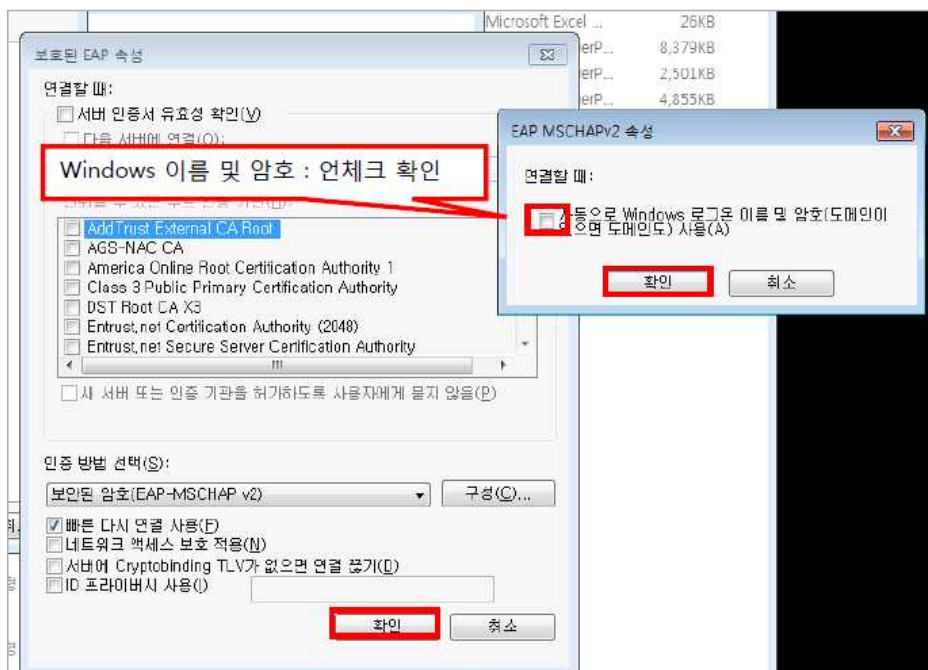 Microsoft Excel ... 26KB
erP... 8,379KB
erP... 2,501KB
erP... 4,855KB
보호된 EAP 속성
연결할 때:
서버 인증서 유효성 확인(V)
다음 서버에 연결(O):
Windows 이름 및 암호 : 언체크 확인
AddTrust External CA Root
AGS-NAC CA
America Online Root Certification Authority 1
Class 3 Public Primary Certification Authority
DST Root CA X3
Entrust.net Certification Authority (2048)
Entrust.net Secure Server Certification Authority
새 서버 또는 인증 기관을 허가하도록 사용자에게 묻지 않음(P)
인증 방법 선택(S):
보안된 암호(EAP-MSCHAP v2)
구성(C)...
빠른 다시 연결 사용(F)
네트워크 액세스 보호 적용(N)
서버에 Cryptobinding TLV가 없으면 연결 끊기(D)
ID 프라이버시 사용(I)
확인
취소
EAP MSCHAPv2 속성
연결할 때:
자동으로 Windows 로그온 이름 및 암호(도메인이
있으면 도메인도) 사용(A)
확인
취소